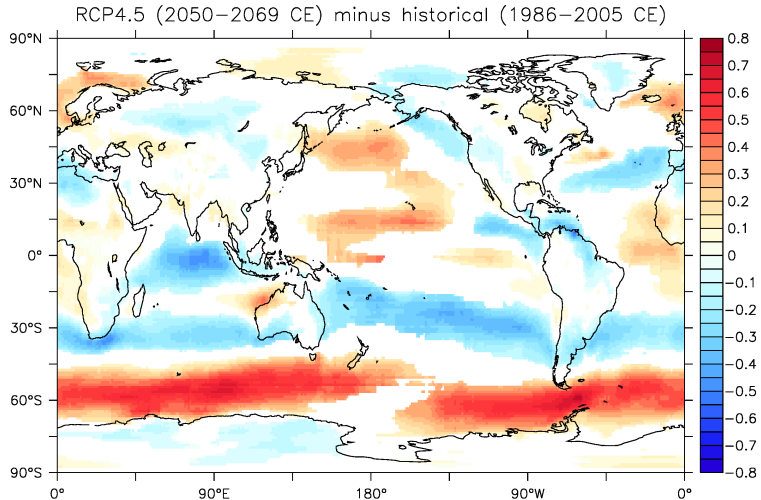 RCP4.5 (2050−2069 CE) minus historical (1986−2005 CE)
90°N
60°N
30°N
0°
30°S
60°S
90°S
0° 90°E 180° 90°W 0°
0.8
0.7
0.6
0.5
0.4
0.3
0.2
0.1
0
−0.1
−0.2
−0.3
−0.4
−0.5
−0.6
−0.7
−0.8